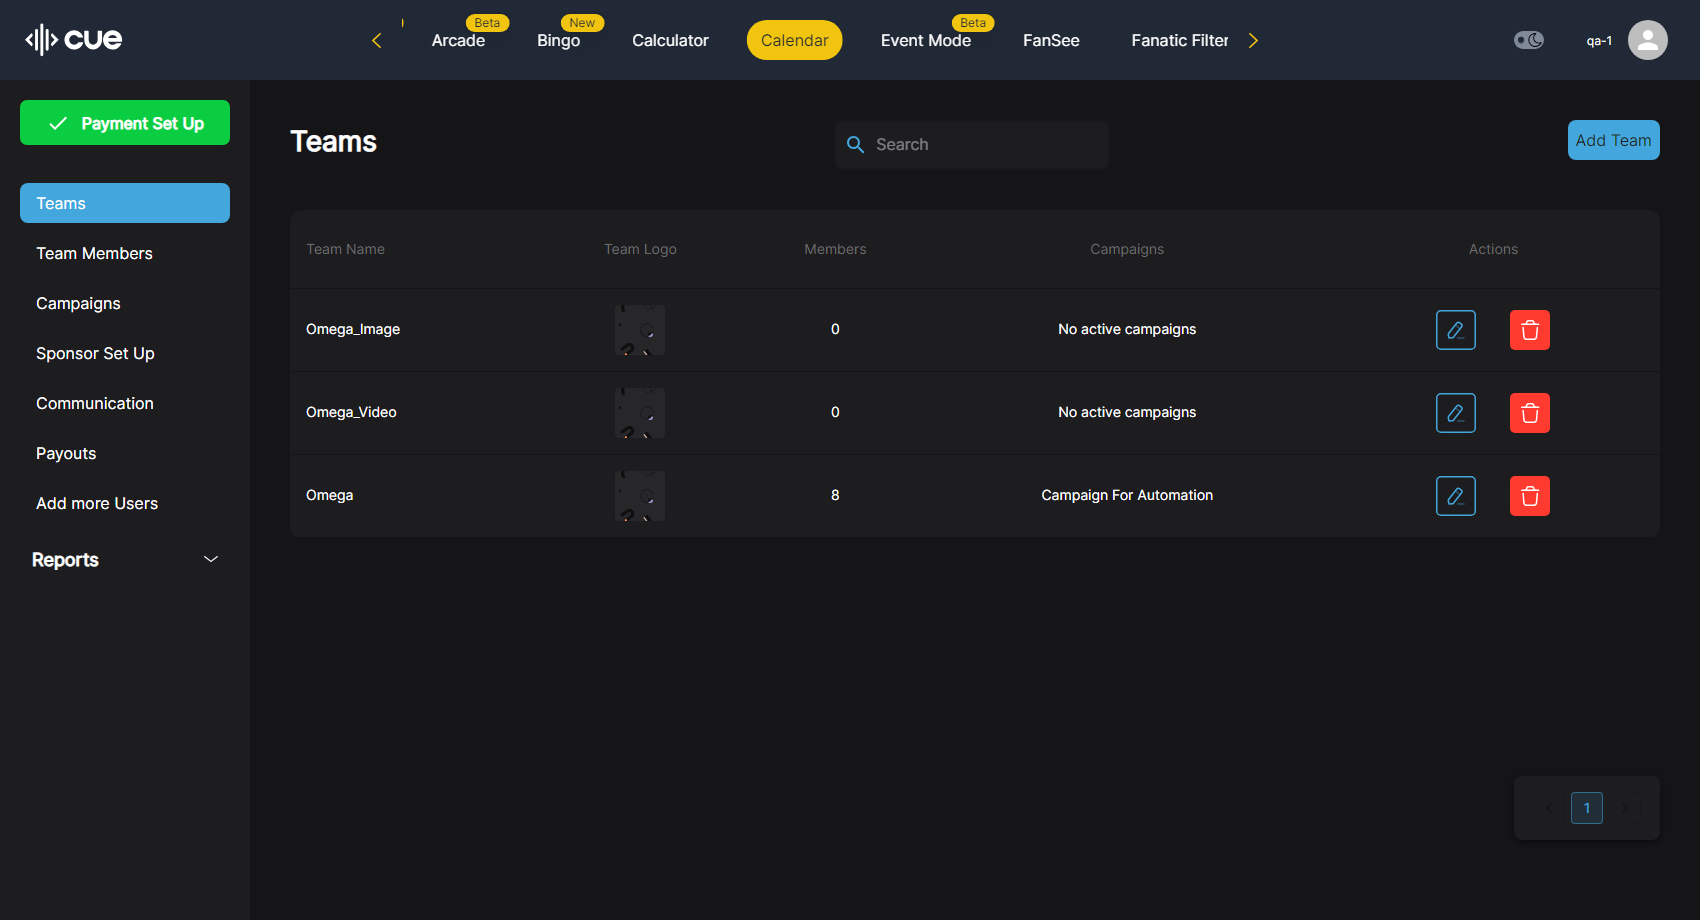 cue
Beta
Arcade
New
Bingo
Calculator
Calendar
Beta
Event Mode
FanSee
Fanatic Filter
qa-1
Payment Set Up
Teams
Team Members
Campaigns
Sponsor Set Up
Communication
Payouts
Add more Users
Reports
Teams
Search
Add Team
Team Name Team Logo Members Campaigns Actions
Omega_Image 0 No active campaigns
Omega_Video 0 No active campaigns
Omega 8 Campaign For Automation
1